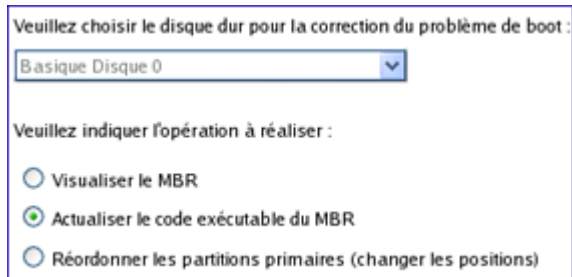 Veuillez choisir le disque dur pour la correction du problème de boot :
Basique Disque 0
Veuillez indiquer l'opération à réaliser :
Visualiser le MBR
Actualiser le code exécutable du MBR
Réordonner les partitions primaires (changer les positions)